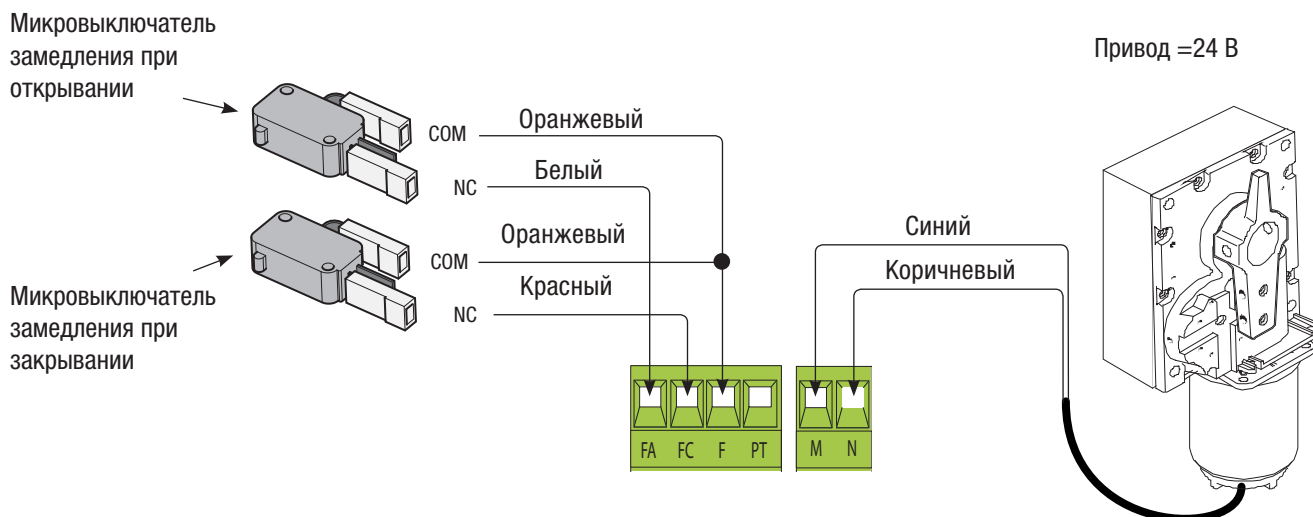 Микровыключатель
замедления при
открывании
Привод =24 В
COM
Оранжевый
NC
Белый
COM
Оранжевый
NC
Красный
Микровыключатель
замедления при
закрывании
Синий
Коричневый
FA FC F PT M N